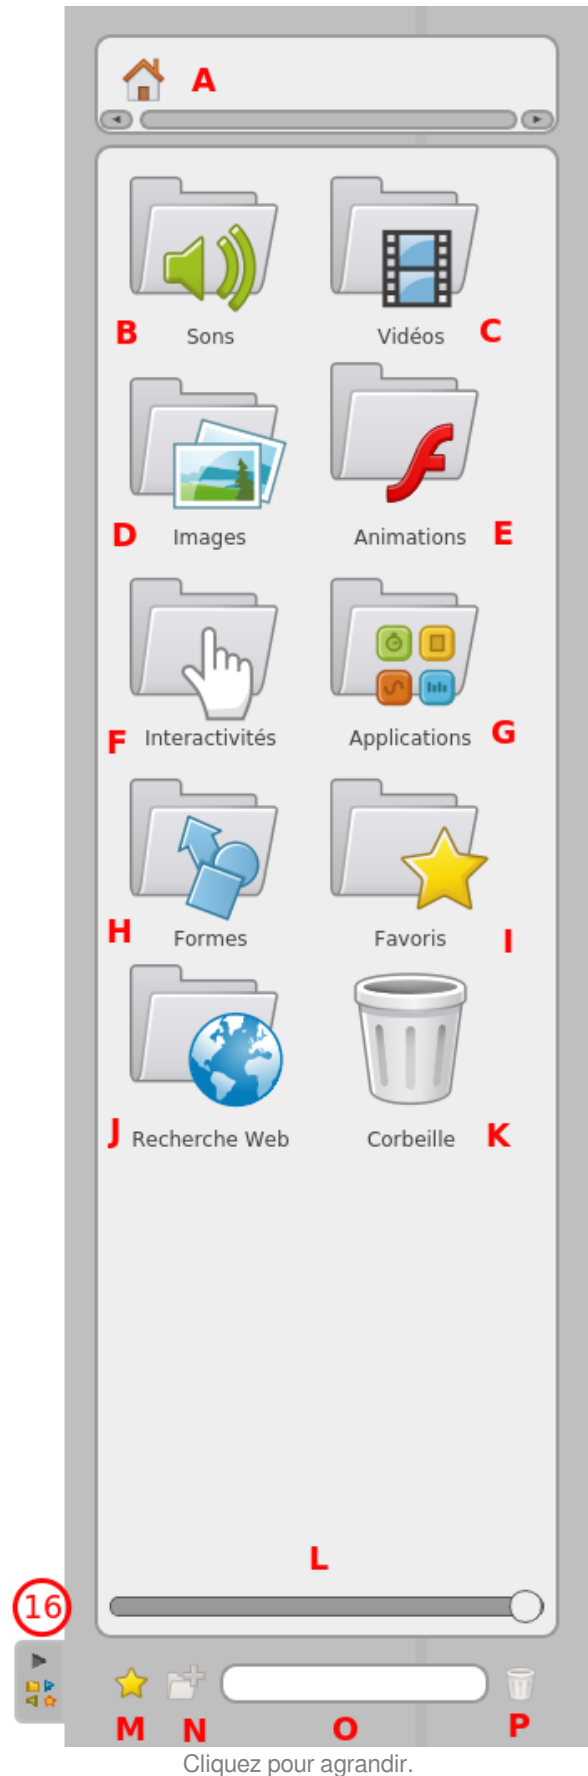 A
B Sons
Vidéos C
D Images
Animations E
F Interactivités
Applications G
H Formes
Favoris I
J Recherche Web
Corbeille K
L
16
M N O P
Cliquez pour agrandir.